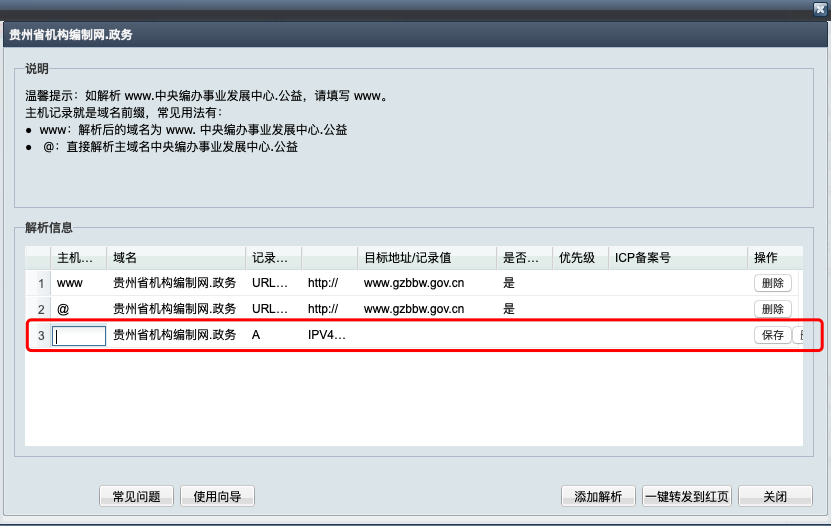 贵州省机构编制网.政务
说明
温馨提示：如解析 www.中央编办事业发展中心.公益，请填写 www。
主机记录就是域名前缀，常见用法有：
● www：解析后的域名为 www. 中央编办事业发展中心.公益
● @：直接解析主域名中央编办事业发展中心.公益
解析信息
主机... 域名 记录... 目标地址/记录值 是否... 优先级 ICP备案号 操作
1 www 贵州省机构编制网.政务 URL... http:// www.gzbbw.gov.cn 是 删除
2 @ 贵州省机构编制网.政务 URL... http:// www.gzbbw.gov.cn 是 删除
3 贵州省机构编制网.政务 A IPV4... 保存
常见问题 使用向导 添加解析 一键转发到红页 关闭